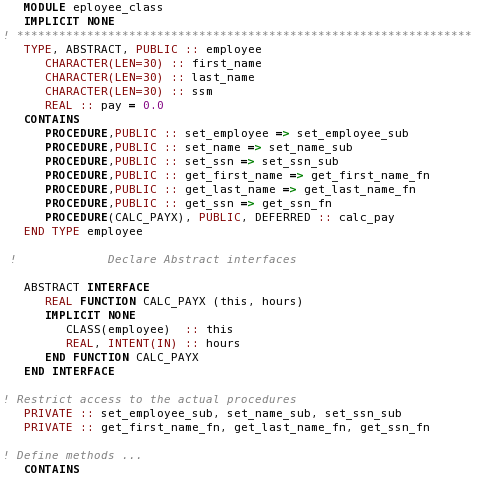 MODULE eployee_class
IMPLICIT NONE
! *****************************************************************
TYPE, ABSTRACT, PUBLIC :: employee
CHARACTER(LEN=30) :: first_name
CHARACTER(LEN=30) :: last_name
CHARACTER(LEN=30) :: ssm
REAL :: pay = 0.0
CONTAINS
PROCEDURE,PUBLIC :: set_employee => set_employee_sub
PROCEDURE,PUBLIC :: set_name => set_name_sub
PROCEDURE,PUBLIC :: set_ssn => set_ssn_sub
PROCEDURE,PUBLIC :: get_first_name => get_first_name_fn
PROCEDURE,PUBLIC :: get_last_name => get_last_name_fn
PROCEDURE,PUBLIC :: get_ssn => get_ssn_fn
PROCEDURE(CALC_PAYX), PUBLIC, DEFERRED :: calc_pay
END TYPE employee
! Declare Abstract interfaces
ABSTRACT INTERFACE
REAL FUNCTION CALC_PAYX (this, hours)
IMPLICIT NONE
CLASS(employee) :: this
REAL, INTENT(IN) :: hours
END FUNCTION CALC_PAYX
END INTERFACE
! Restrict access to the actual procedures
PRIVATE :: set_employee_sub, set_name_sub, set_ssn_sub
PRIVATE :: get_first_name_fn, get_last_name_fn, get_ssn_fn
! Define methods ...
CONTAINS